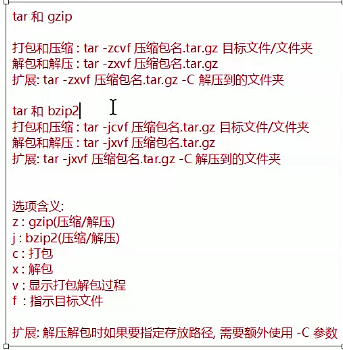 tar 和 gzip
打包和压缩 : tar -zcvf 压缩包名.tar.gz 目标文件/文件夹
解包和解压 : tar -zxvf 压缩包名.tar.gz
扩展: tar -zxvf 压缩包名.tar.gz -C 解压到的文件夹
tar 和 bzip2
打包和压缩 : tar -jcvf 压缩包名.tar.gz 目标文件/文件夹
解包和解压 : tar -jxvf 压缩包名.tar.gz
扩展: tar -jxvf 压缩包名.tar.gz -C 解压到的文件夹
选项含义:
z : gzip(压缩/解压)
j : bzip2(压缩/解压)
c : 打包
x : 解包
v : 显示打包解包过程
f : 指示目标文件
扩展: 解压解包时如果要指定存放路径, 需要额外使用 -C 参数